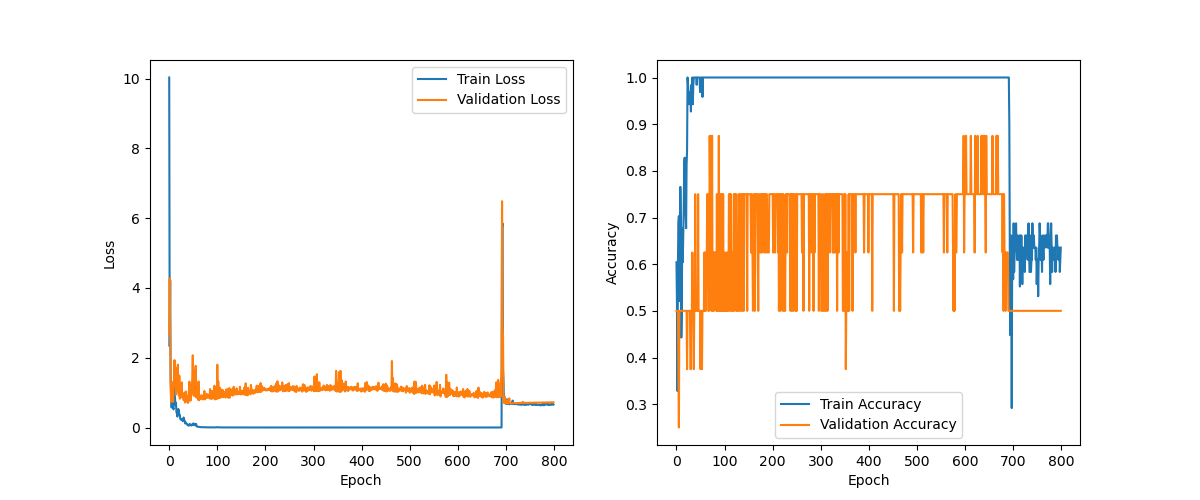 10
8
6
4
2
0
Loss
0 100 200 300 400 500 600 700 800
Epoch
Train Loss
Validation Loss
1.0
0.9
0.8
0.7
0.6
0.5
0.4
0.3
Accuracy
0 100 200 300 400 500 600 700 800
Epoch
Train Accuracy
Validation Accuracy